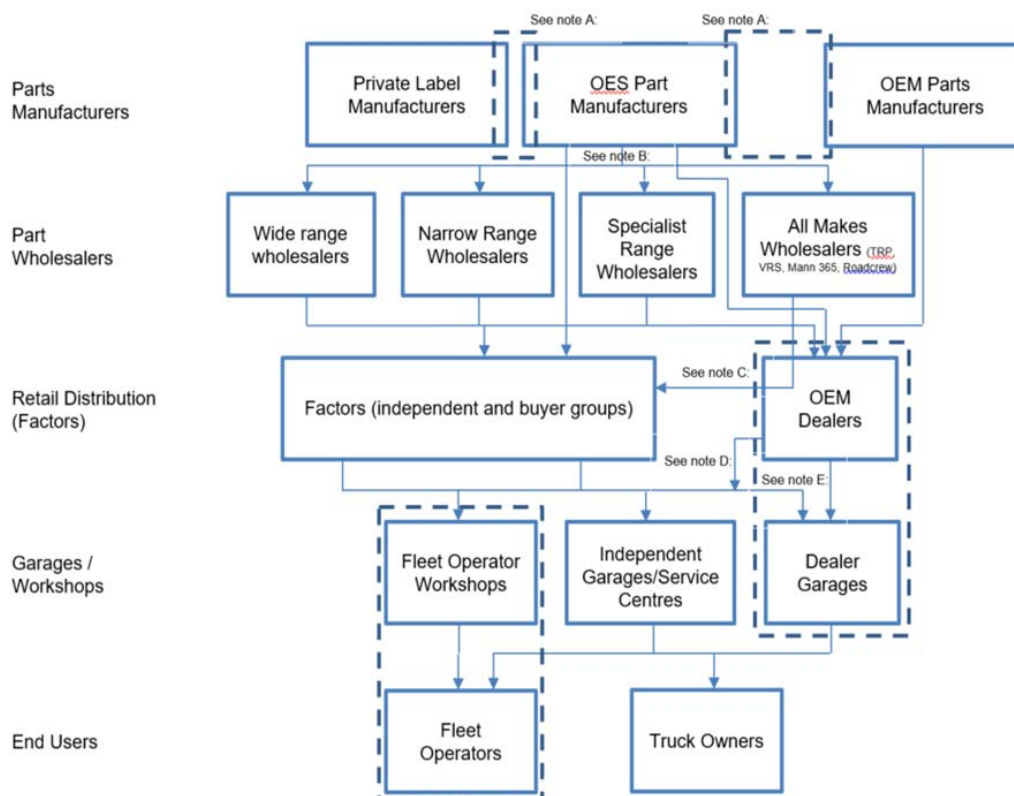 See note A:
See note A:
Parts
Manufacturers
Private Label
Manufacturers
OES Part
Manufacturers
OEM Parts
Manufacturers
See note B:
Part
Wholesalers
Wide range
wholesalers
Narrow Range
Wholesalers
Specialist
Range
Wholesalers
All Makes
Wholesalers (TRP,
VRS, Mann 365, Roadcrew)
Retail Distribution
(Factors)
Factors (independent and buyer groups)
See note C:
OEM
Dealers
See note D:
See note E:
Garages /
Workshops
Fleet Operator
Workshops
Independent
Garages/Service
Centres
Dealer
Garages
End Users
Fleet
Operators
Truck Owners